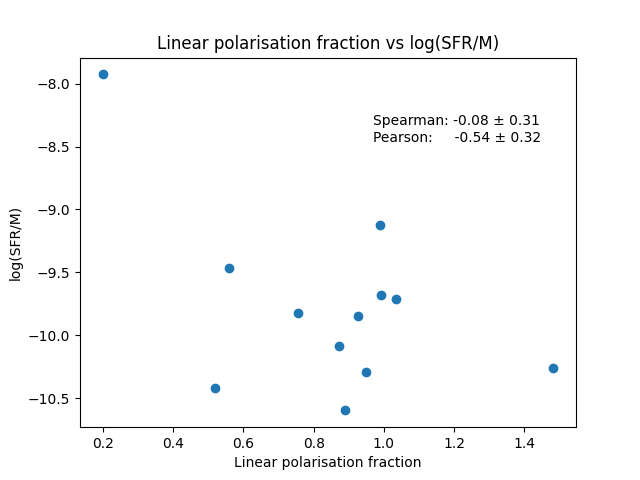 Linear polarisation fraction vs log(SFR/M)
Spearman: -0.08 ± 0.31
Pearson: -0.54 ± 0.32
log(SFR/M)
−8.0
−8.5
−9.0
−9.5
−10.0
−10.5
0.2 0.4 0.6 0.8 1.0 1.2 1.4
Linear polarisation fraction